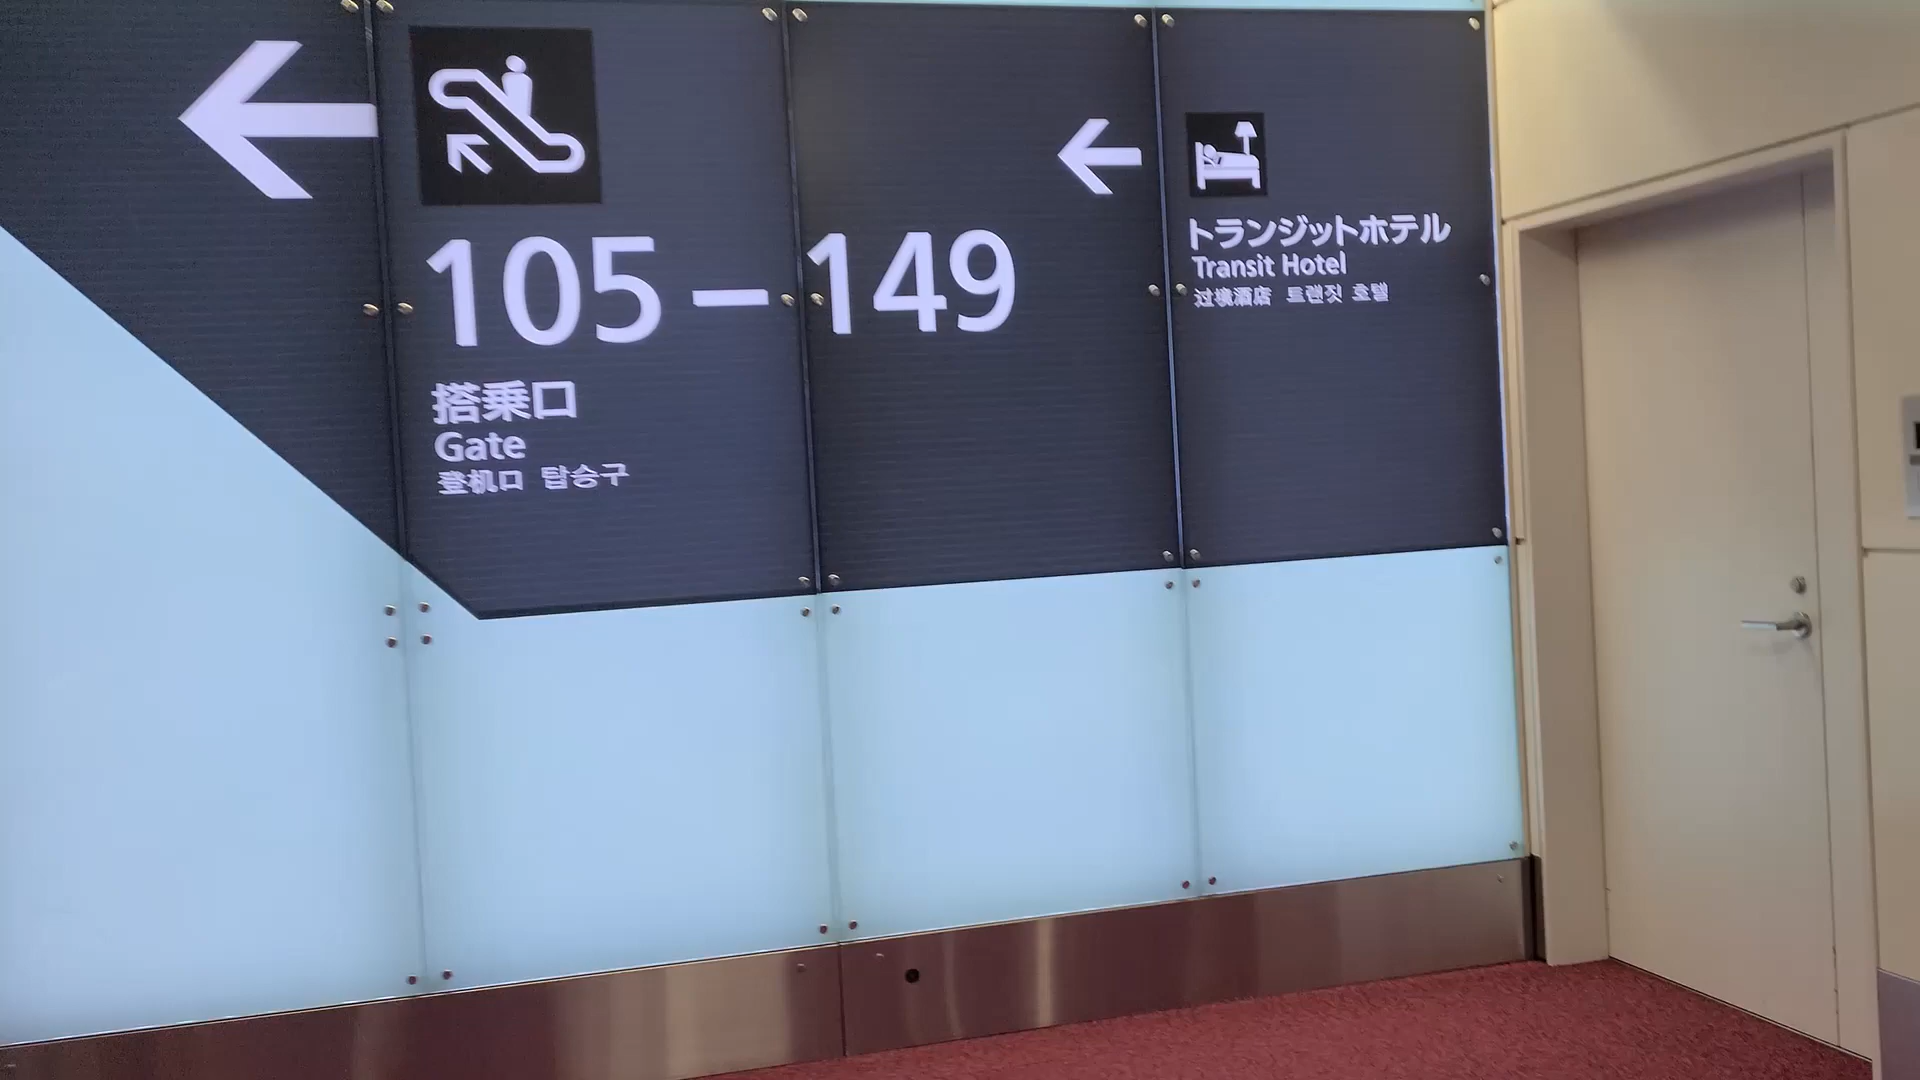 105-149
搭乗口
Gate
登机口 탑승구
トランジットホテル
Transit Hotel
过境酒店 트랜짓 호텔